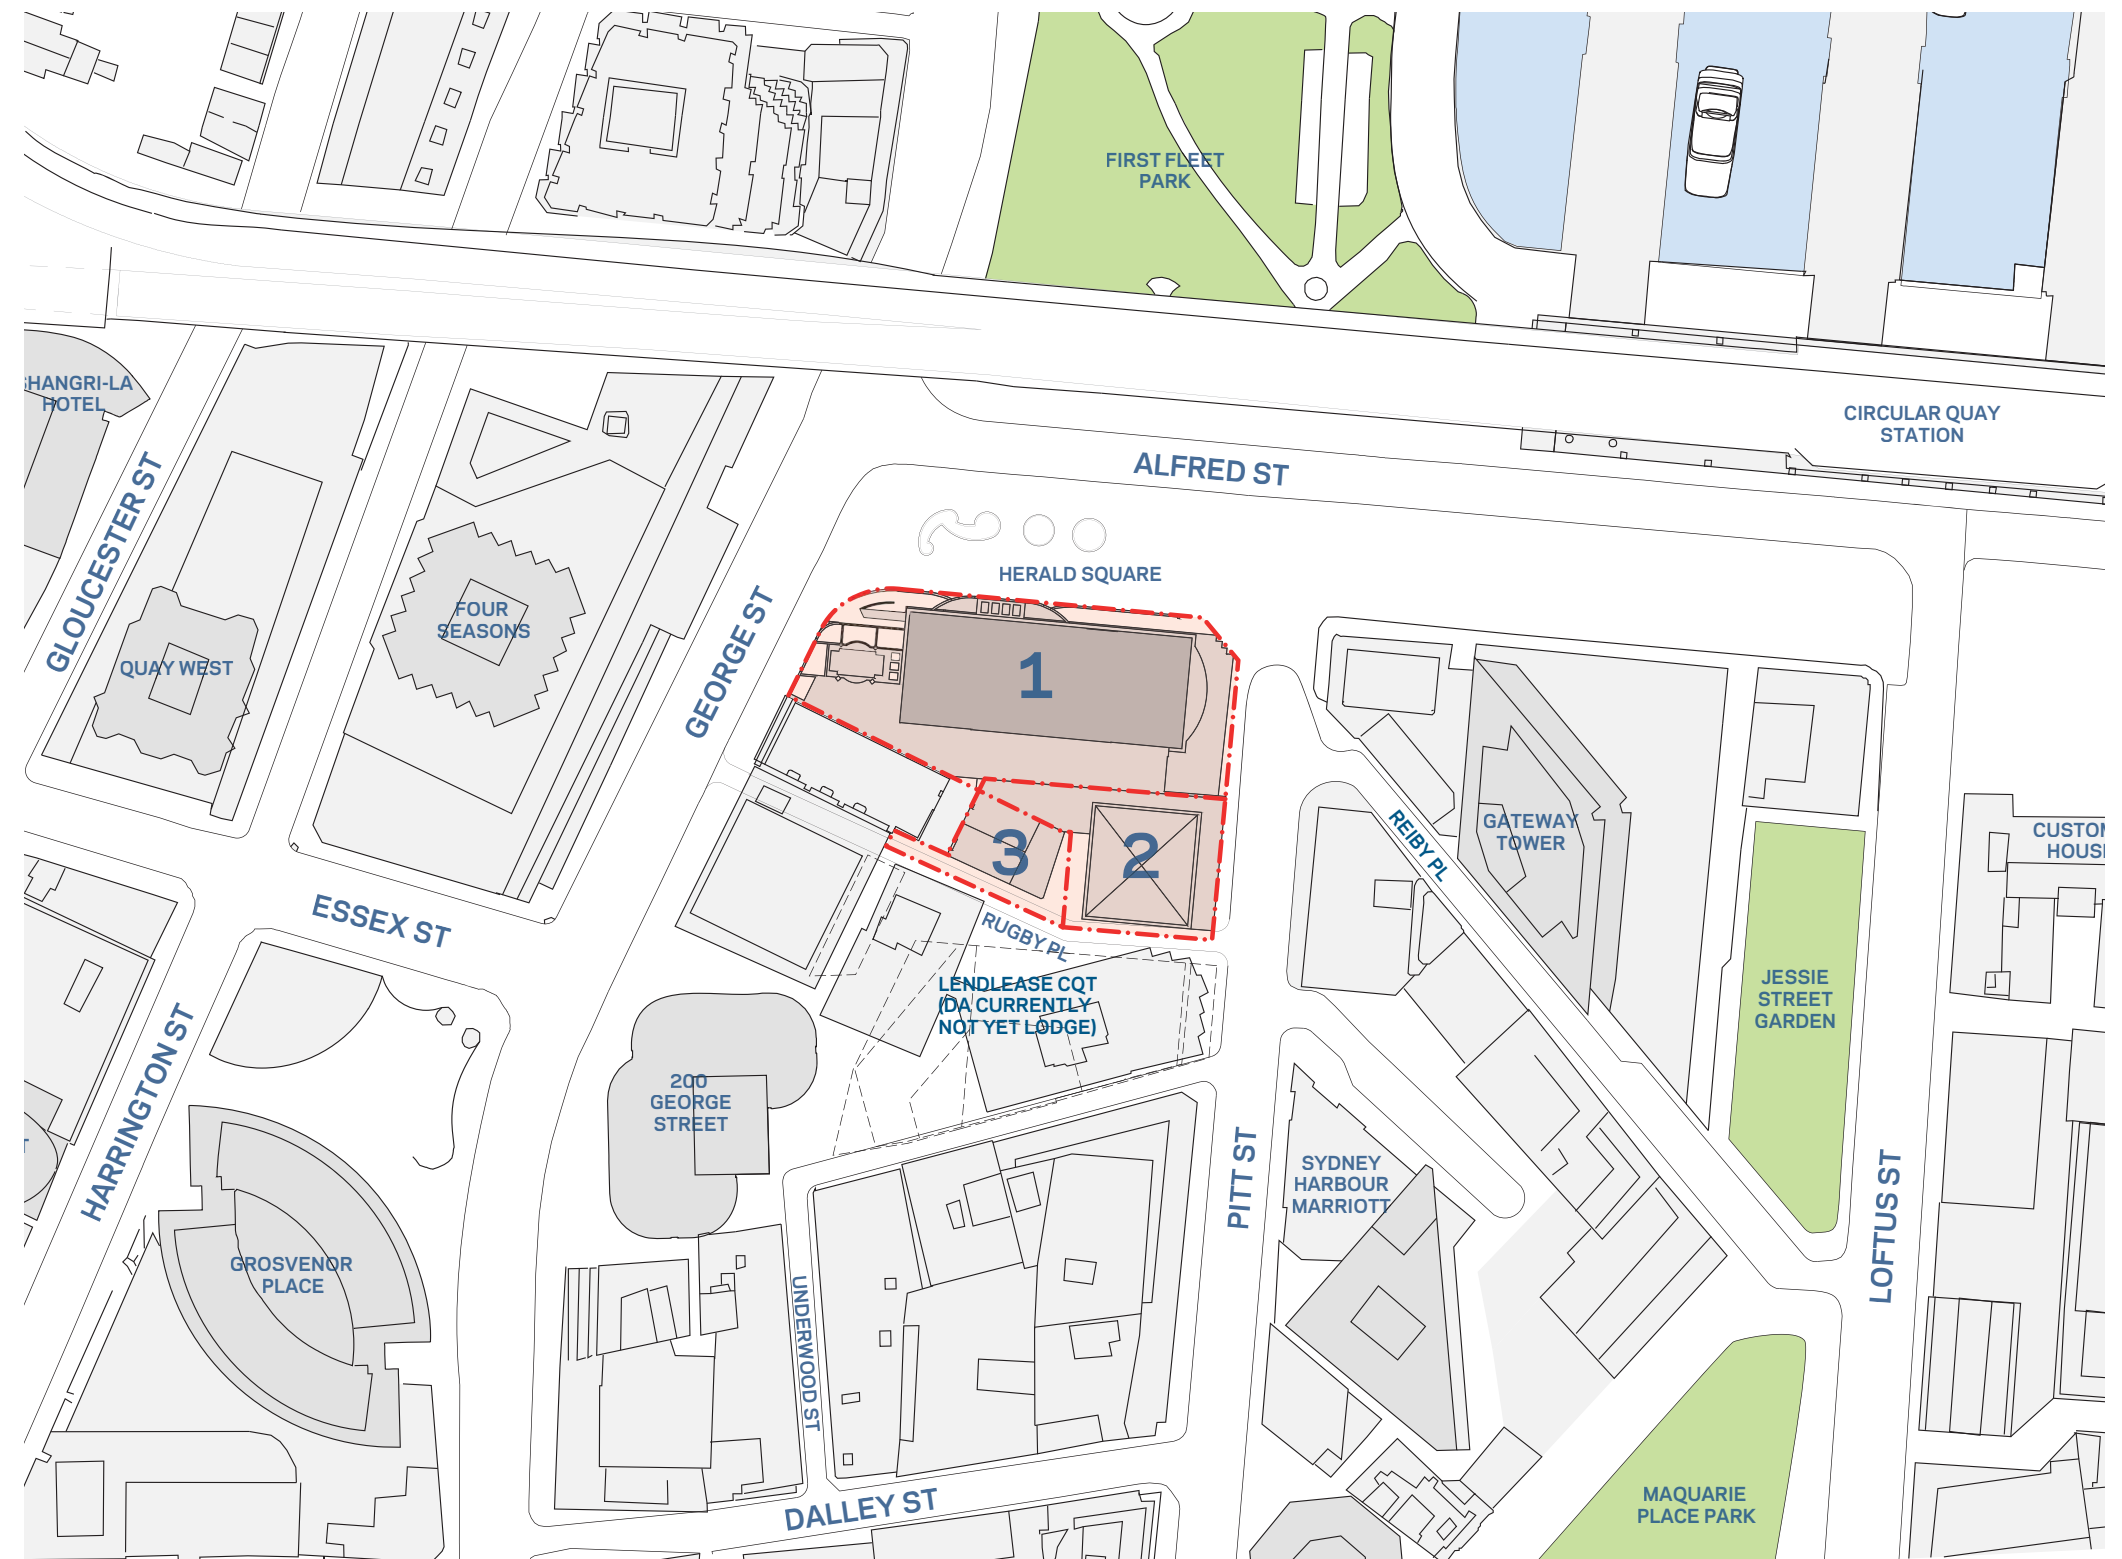 FIRST FLEET
PARK
SHANGRI-LA
HOTEL
CIRCULAR QUAY
STATION
ALFRED ST
GLOUCESTER ST
HERALD SQUARE
FOUR
SEASONS
GEORGE ST
QUAY WEST
1
2
3
REIBY PL
GATEWAY
TOWER
CUSTOM
HOUS
ESSEX ST
RUGBY PL
LENDLEASE CQT
(DA CURRENTLY
NOT YET LODGE)
JESSIE
STREET
GARDEN
HARRINGTON ST
200
GEORGE
STREET
PITT ST
SYDNEY
HARBOUR
MARRIOTT
LOFTUS ST
GROSVENOR
PLACE
UNDERWOOD ST
DALLEY ST
MAQUARIE
PLACE PARK